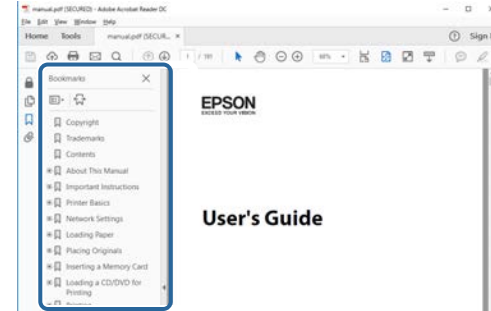 manual.pdf (SECURED) - Adobe Acrobat Reader DC
File Edit View Window Help
Home Tools manual.pdf (SECUR... ×
Sign
1 / 191
Bookmarks
Copyright
Trademarks
Contents
About This Manual
Important Instructions
Printer Basics
Network Settings
Loading Paper
Placing Originals
Inserting a Memory Card
Loading a CD/DVD for
Printing
Printing
EPSON
EXCEED YOUR VISION
User's Guide